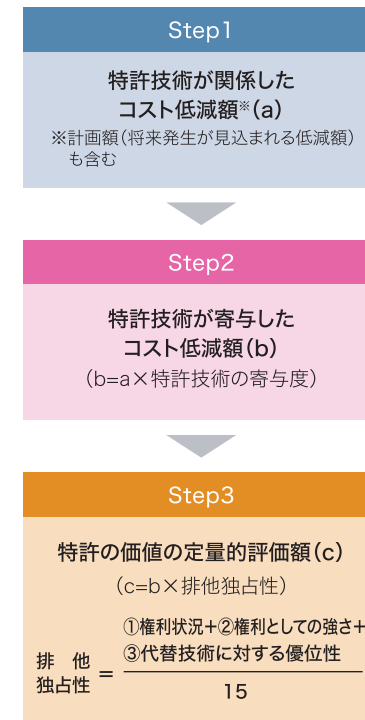 Step1
特許技術が関係した
コスト低減額※(a)
※計画額(将来発生が見込まれる低減額)
も含む
Step2
特許技術が寄与した
コスト低減額(b)
(b=a×特許技術の寄与度)
Step3
特許の価値の定量的評価額(c)
(c=b×排他独占性)
排　他
独占性
=
①権利状況+②権利としての強さ+
③代替技術に対する優位性
15